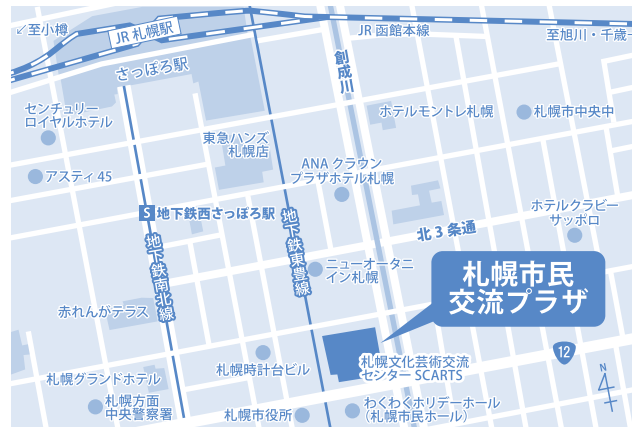 ↙至小樽
JR 札幌駅
JR 函館本線
至旭川・千歳→
さっぽろ駅
創成川
センチュリー
ロイヤルホテル
ホテルモントレ札幌
札幌市中央中
東急ハンズ
札幌店
アスティ 45
ANA クラウン
プラザホテル札幌
ホテルクラビー
サッポロ
S 地下鉄西さっぽろ駅
北 3 条通
地下鉄南北線
地下鉄東豊線
ニューオータニ
イン札幌
札幌市民
交流プラザ
赤れんがテラス
12
札幌時計台ビル
札幌文化芸術交流
センター SCARTS
N
札幌グランドホテル
札幌方面
中央警察署
札幌市役所
わくわくホリデーホール
（札幌市民ホール）